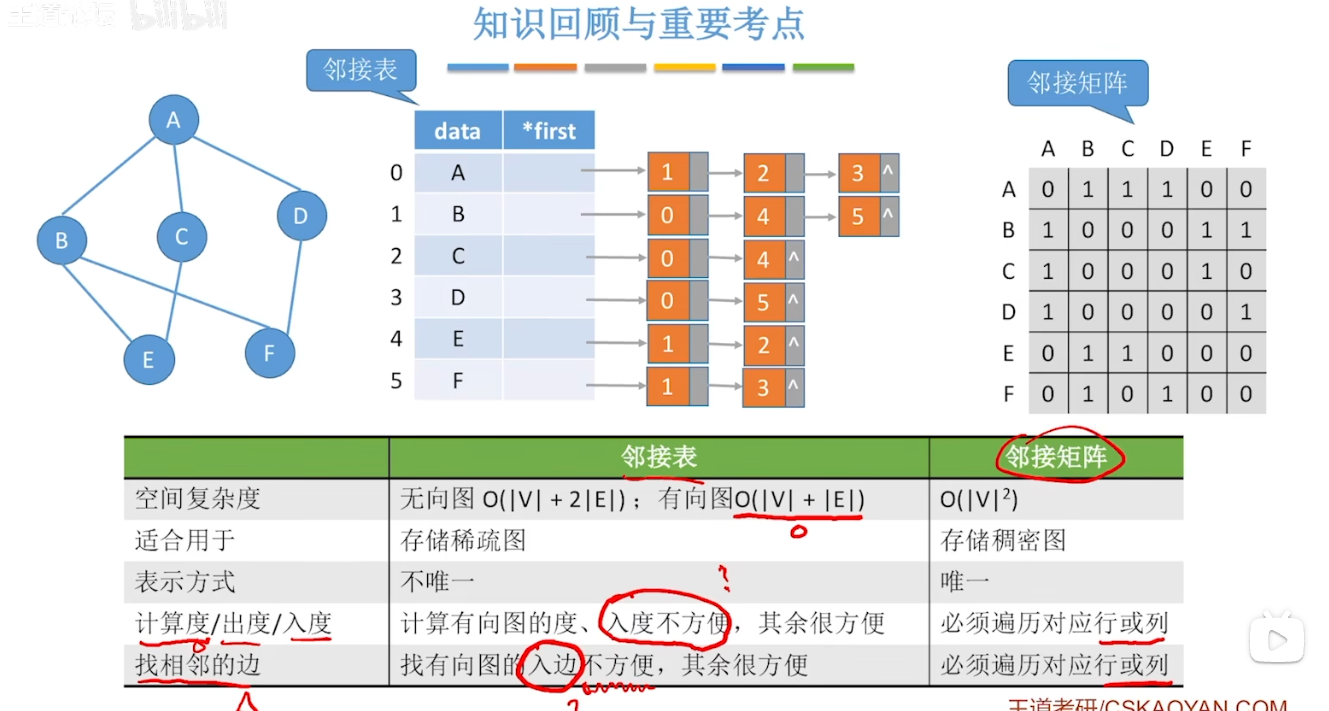 王道论坛 bilibili
知识回顾与重要考点
邻接表
邻接矩阵
A
B
C
D
E
F
data *first
0 A 1 2 3 ^
1 B 0 4 5 ^
2 C 0 4 ^
3 D 0 5 ^
4 E 1 2 ^
5 F 1 3 ^
A B C D E F
A 0 1 1 1 0 0
B 1 0 0 0 1 1
C 1 0 0 0 1 0
D 1 0 0 0 0 1
E 0 1 1 0 0 0
F 0 1 0 1 0 0
邻接表 邻接矩阵
空间复杂度 无向图 O(|V| + 2|E|)；有向图O(|V| + |E|) O(|V|²)
适合用于 存储稀疏图 存储稠密图
表示方式 不唯一 唯一
?
计算度/出度/入度 计算有向图的度、入度不方便，其余很方便 必须遍历对应行或列
找相邻的边 找有向图的入边不方便，其余很方便 必须遍历对应行或列
?
王道考研/CSKAOYAN.COM